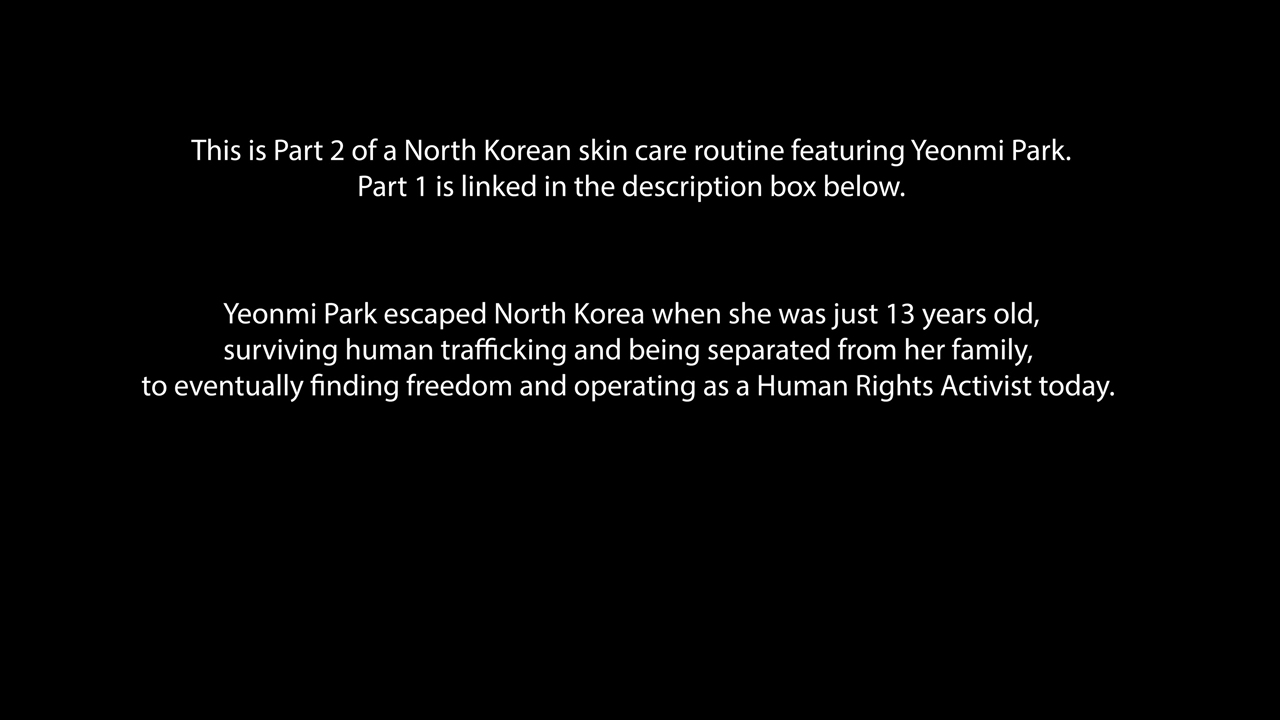 This is Part 2 of a North Korean skin care routine featuring Yeonmi Park.
Part 1 is linked in the description box below.
Yeonmi Park escaped North Korea when she was just 13 years old,
surviving human trafficking and being separated from her family,
to eventually finding freedom and operating as a Human Rights Activist today.